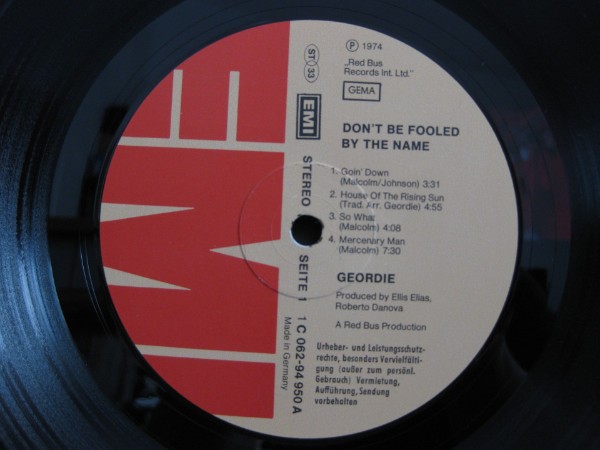 EMI
ST 33
EMI
STEREO
SEITE 1
1 C 062-94 950 A
Made in Germany
℗ 1974
„Red Bus
Records Int. Ltd."
GEMA
DON'T BE FOOLED
BY THE NAME
1. Goin' Down
(Malcolm/Johnson) 3:31
2. House Of The Rising Sun
(Trad. Arr. Geordie) 4:55
3. So What
(Malcolm) 4:08
4. Mercenary Man
(Malcolm) 7:30
GEORDIE
Produced by Ellis Elias,
Roberto Danova
A Red Bus Production
Urheber- und Leistungsschutz-
rechte, besonders Vervielfälti-
gung (außer zum persönl.
Gebrauch) Vermietung,
Aufführung, Sendung
vorbehalten